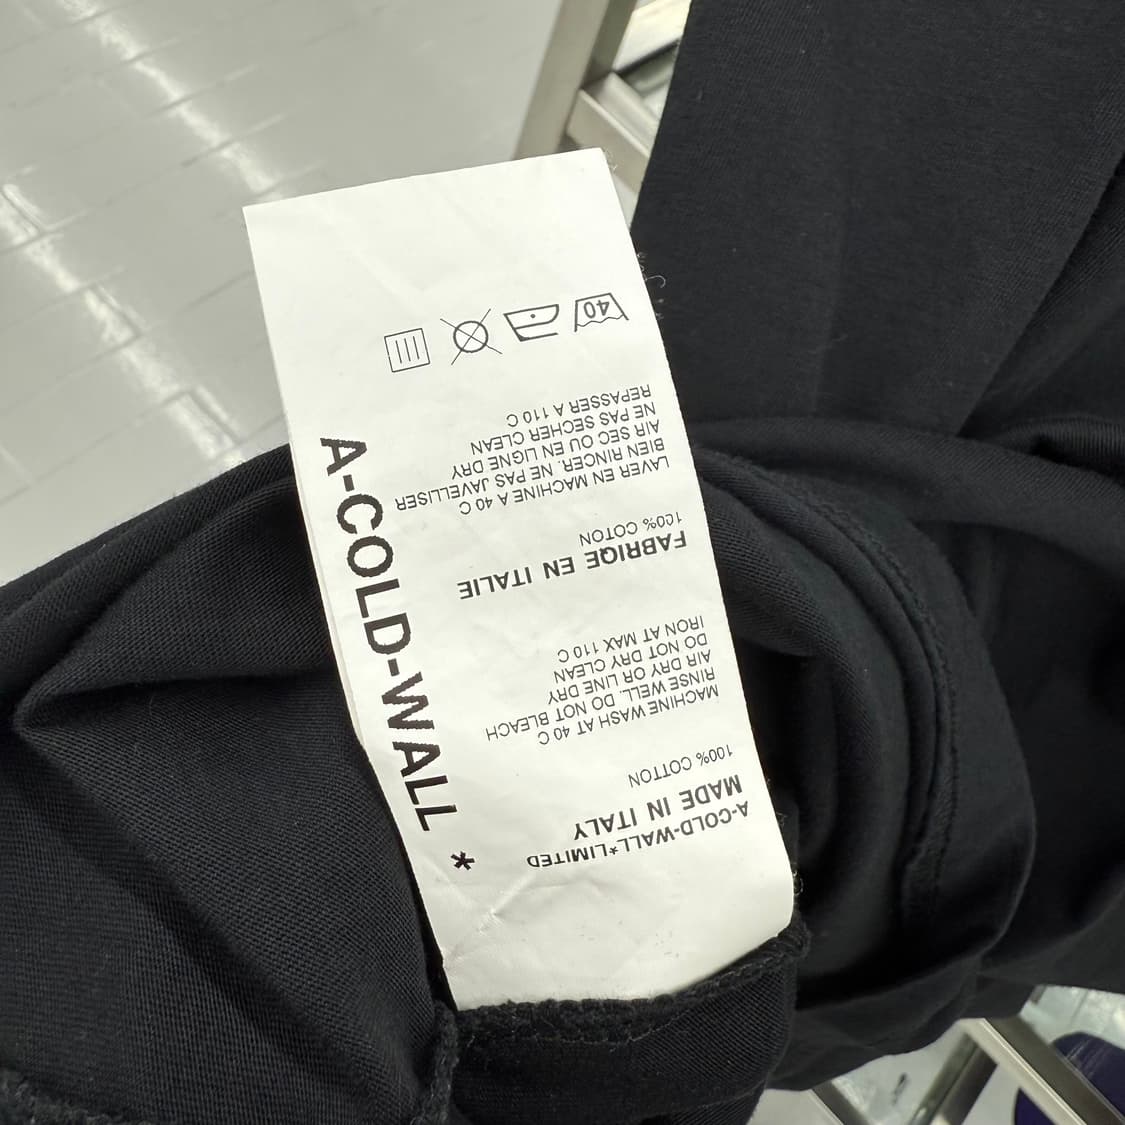 A-COLD-WALL*LIMITED
MADE IN ITALY
100% COTTON
MACHINE WASH AT 40 C
RINSE WELL. DO NOT BLEACH
AIR DRY OR LINE DRY
DO NOT DRY CLEAN
IRON AT MAX 110 C
FABRIQE EN ITALIE
100% COTON
LAVER EN MACHINE A 40 C
BIEN RINCER. NE PAS JAVELLISER
AIR SEC OU EN LIGNE DRY
NE PAS SECHER CLEAN
REPASSER A 110 C
40
A-COLD-WALL *